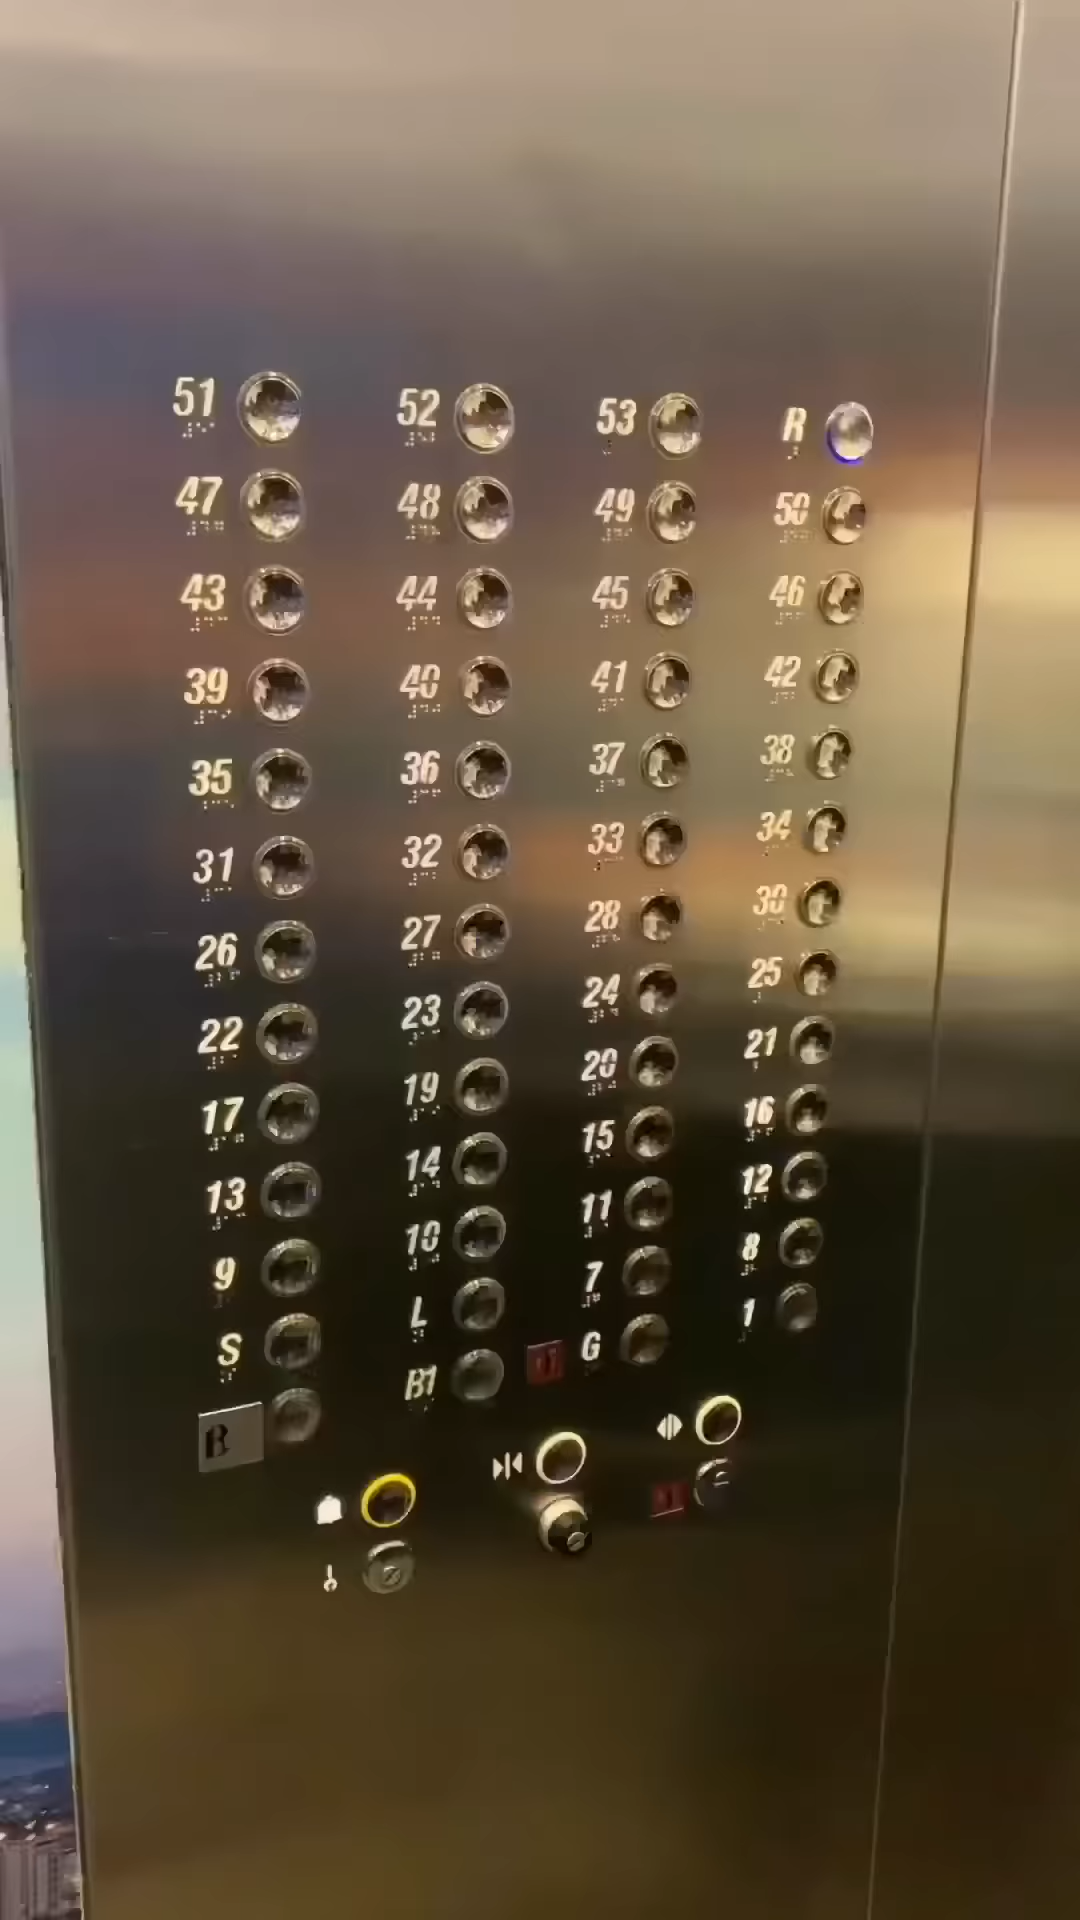 51 52 53 R
47 48 49 50
43 44 45 46
39 40 41 42
35 36 37 38
31 32 33 34
26 27 28 30
22 23 24 25
17 19 20 21
13 14 15 16
9 10 11 12
S L 7 8
B B1 G 1